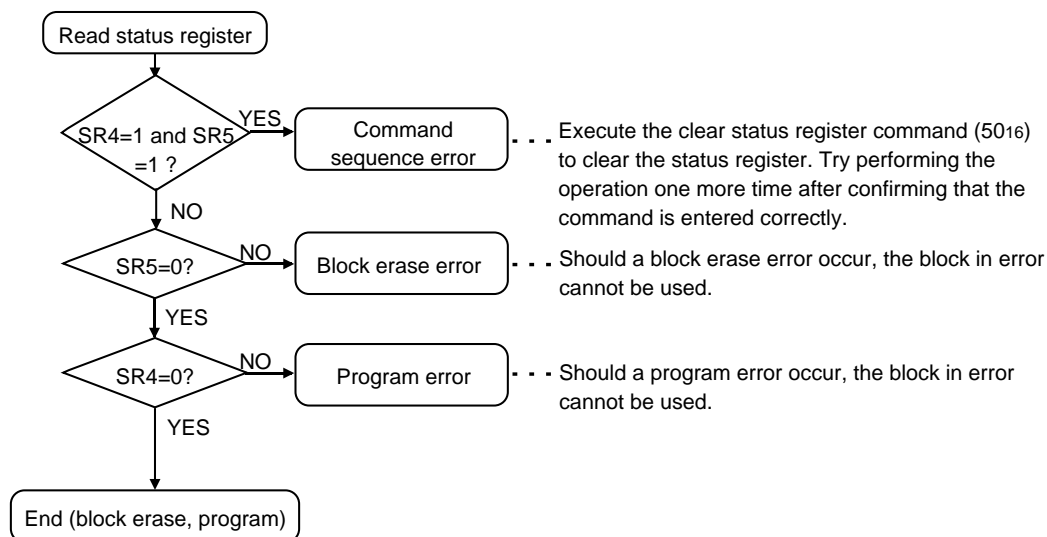 Read status register
SR4=1 and SR5
=1 ?
YES
Command
sequence error
Execute the clear status register command (5016)
to clear the status register. Try performing the
operation one more time after confirming that the
command is entered correctly.
NO
SR5=0?
NO
Block erase error
Should a block erase error occur, the block in error
cannot be used.
YES
SR4=0?
NO
Program error
Should a program error occur, the block in error
cannot be used.
YES
End (block erase, program)